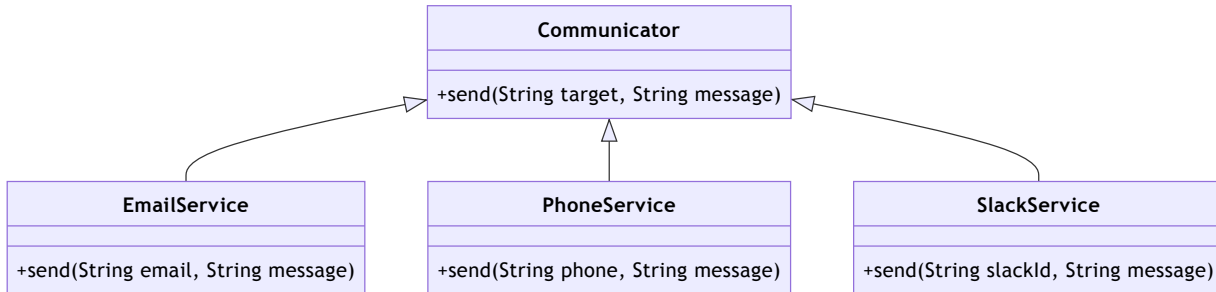 Communicator
+send(String target, String message)
EmailService
+send(String email, String message)
PhoneService
+send(String phone, String message)
SlackService
+send(String slackId, String message)